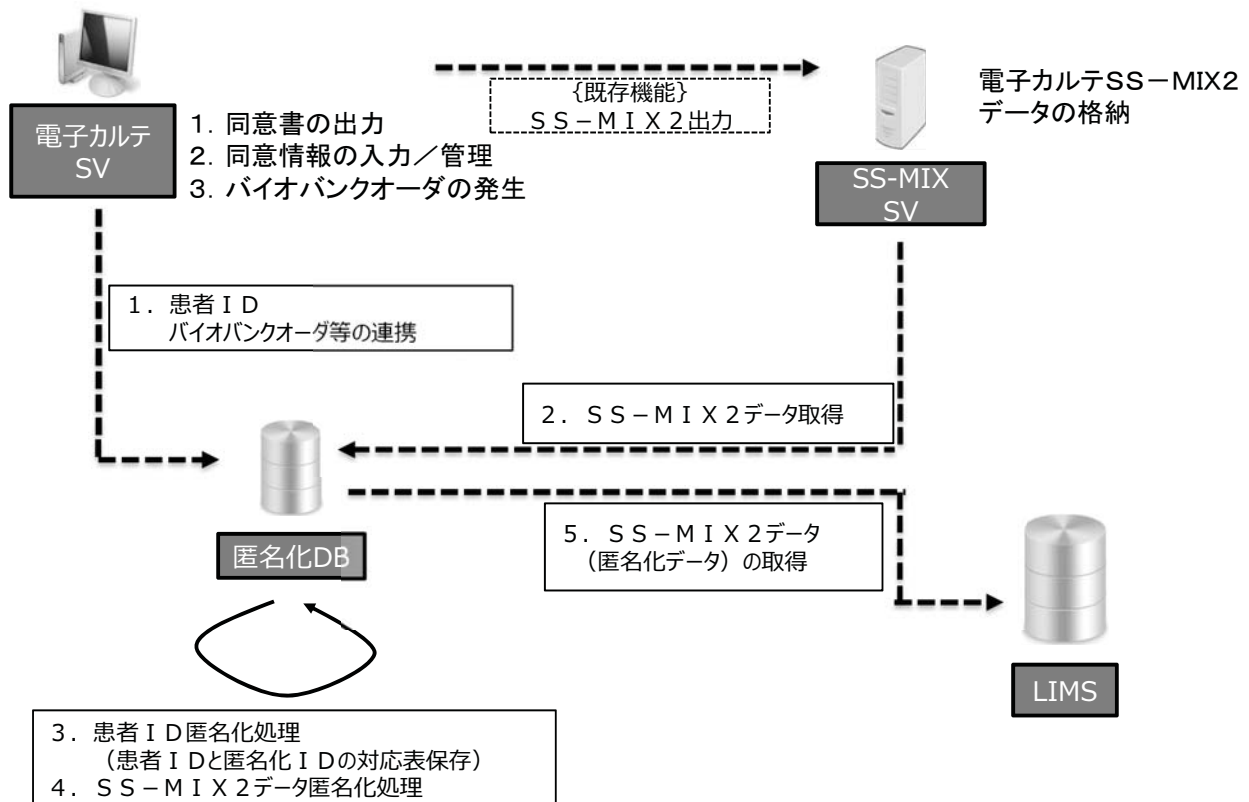 電子カルテ
SV
1. 同意書の出力
2. 同意情報の入力／管理
3. バイオバンクオーダの発生
{既存機能}
ＳＳ－ＭＩＸ２出力
電子カルテSS－MIX2
データの格納
SS-MIX
SV
１. 患者ＩＤ
バイオバンクオーダ等の連携
２. ＳＳ－ＭＩＸ２データ取得
匿名化DB
５. ＳＳ－ＭＩＸ２データ
（匿名化データ）の取得
LIMS
３. 患者ＩＤ匿名化処理
（患者ＩＤと匿名化ＩＤの対応表保存）
４. ＳＳ－ＭＩＸ２データ匿名化処理